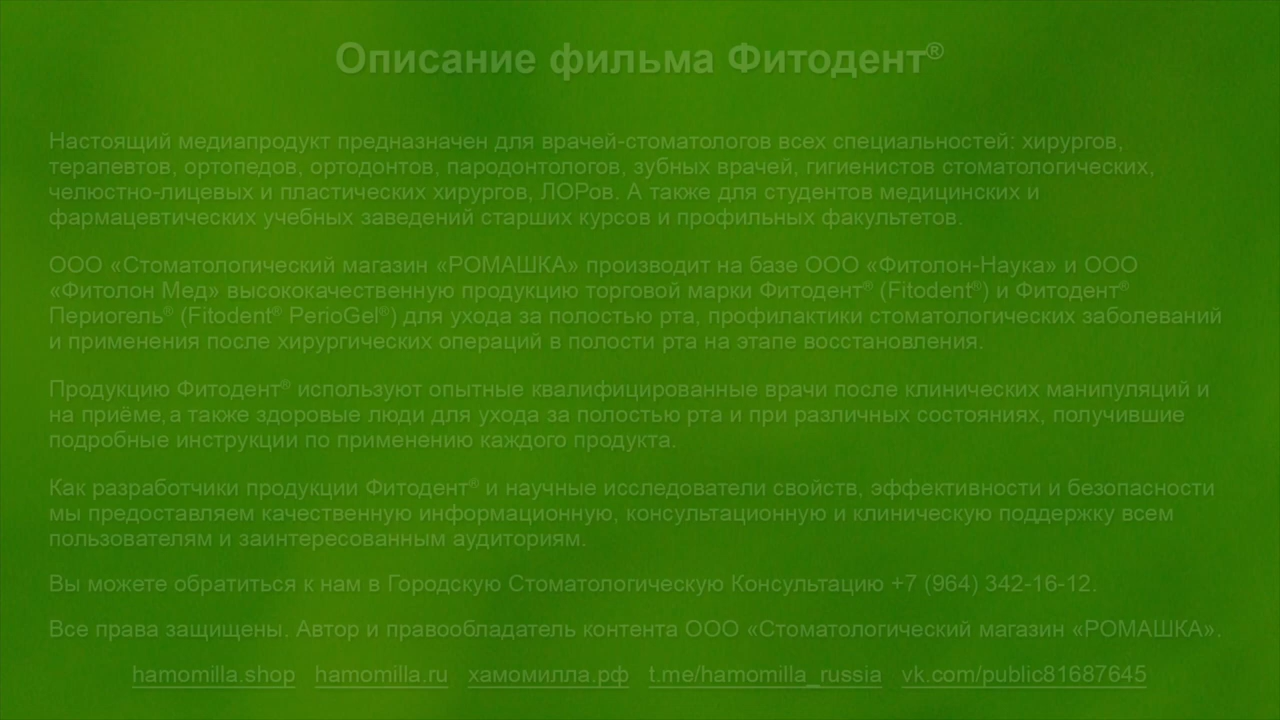 Описание фильма Фитодент®
Настоящий медиапродукт предназначен для врачей-стоматологов всех специальностей: хирургов,
терапевтов, ортопедов, ортодонтов, пародонтологов, зубных врачей, гигиенистов стоматологических,
челюстно-лицевых и пластических хирургов, ЛОРов. А также для студентов медицинских и
фармацевтических учебных заведений старших курсов и профильных факультетов.
ООО «Стоматологический магазин «РОМАШКА» производит на базе ООО «Фитолон-Наука» и ООО
«Фитолон Мед» высококачественную продукцию торговой марки Фитодент® (Fitodent®) и Фитодент®
Периогель® (Fitodent® PerioGel®) для ухода за полостью рта, профилактики стоматологических заболеваний
и применения после хирургических операций в полости рта на этапе восстановления.
Продукцию Фитодент® используют опытные квалифицированные врачи после клинических манипуляций и
на приёме, а также здоровые люди для ухода за полостью рта и при различных состояниях, получившие
подробные инструкции по применению каждого продукта.
Как разработчики продукции Фитодент® и научные исследователи свойств, эффективности и безопасности
мы предоставляем качественную информационную, консультационную и клиническую поддержку всем
пользователям и заинтересованным аудиториям.
Вы можете обратиться к нам в Городскую Стоматологическую Консультацию +7 (964) 342-16-12.
Все права защищены. Автор и правообладатель контента ООО «Стоматологический магазин «РОМАШКА».
hamomilla.shop hamomilla.ru хамомилла.рф t.me/hamomilla_russia vk.com/public81687645